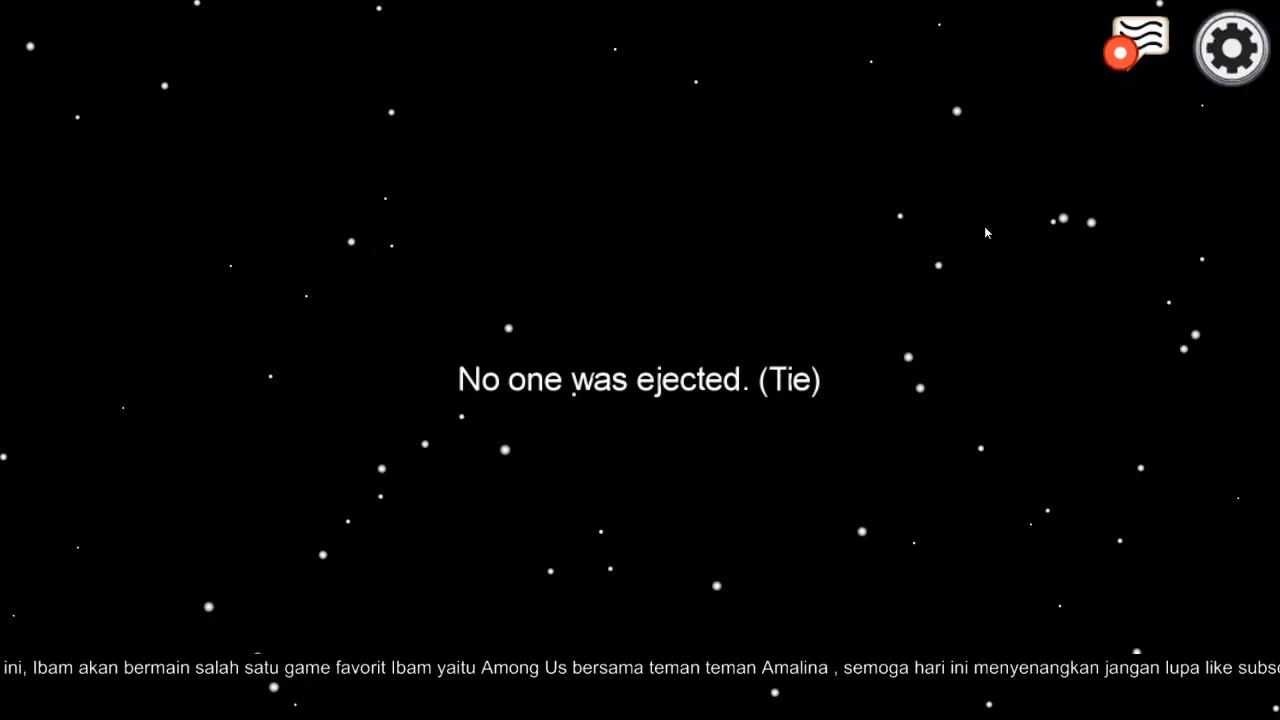 No one was ejected. (Tie)
ini, Ibam akan bermain salah satu game favorit Ibam yaitu Among Us bersama teman teman Amalina , semoga hari ini menyenangkan jangan lupa like